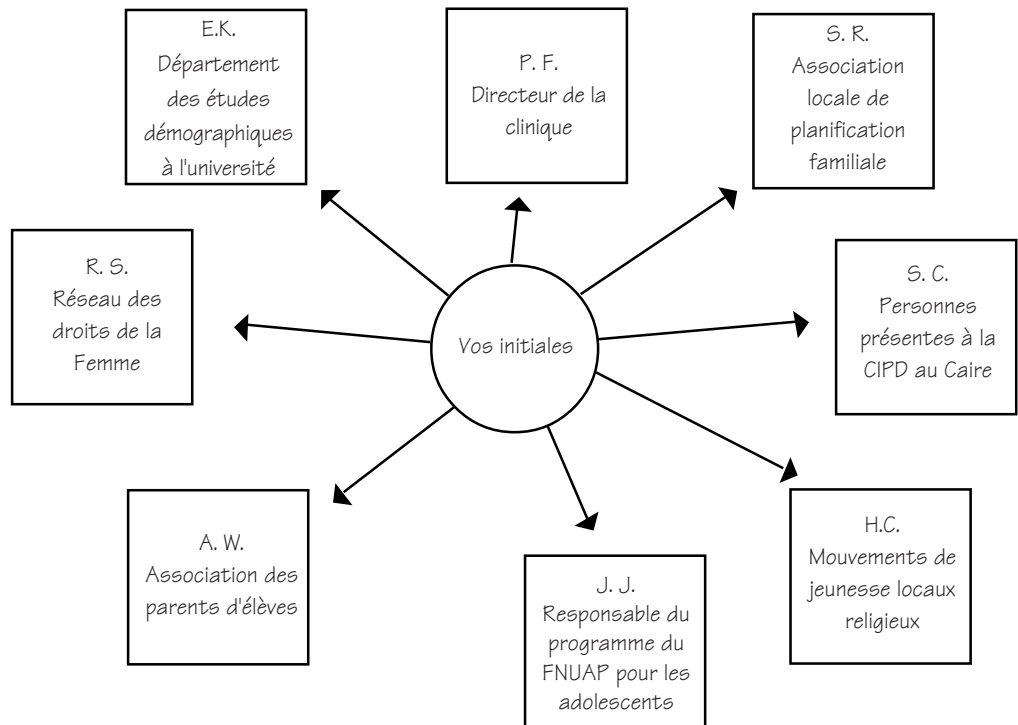 E.K.
Département
des études
démographiques
à l'université
P. F.
Directeur de la
clinique
S. R.
Association
locale de
planification
familiale
R. S.
Réseau des
droits de la
Femme
Vos initiales
S. C.
Personnes
présentes à la
CIPD au Caire
A. W.
Association des
parents d'élèves
J. J.
Responsable du
programme du
FNUAP pour les
adolescents
H.C.
Mouvements de
jeunesse locaux
religieux